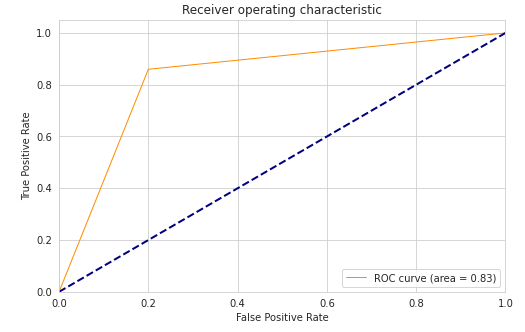 Receiver operating characteristic
True Positive Rate
1.0
0.8
0.6
0.4
0.2
0.0
ROC curve (area = 0.83)
0.0 0.2 0.4 0.6 0.8 1.0
False Positive Rate